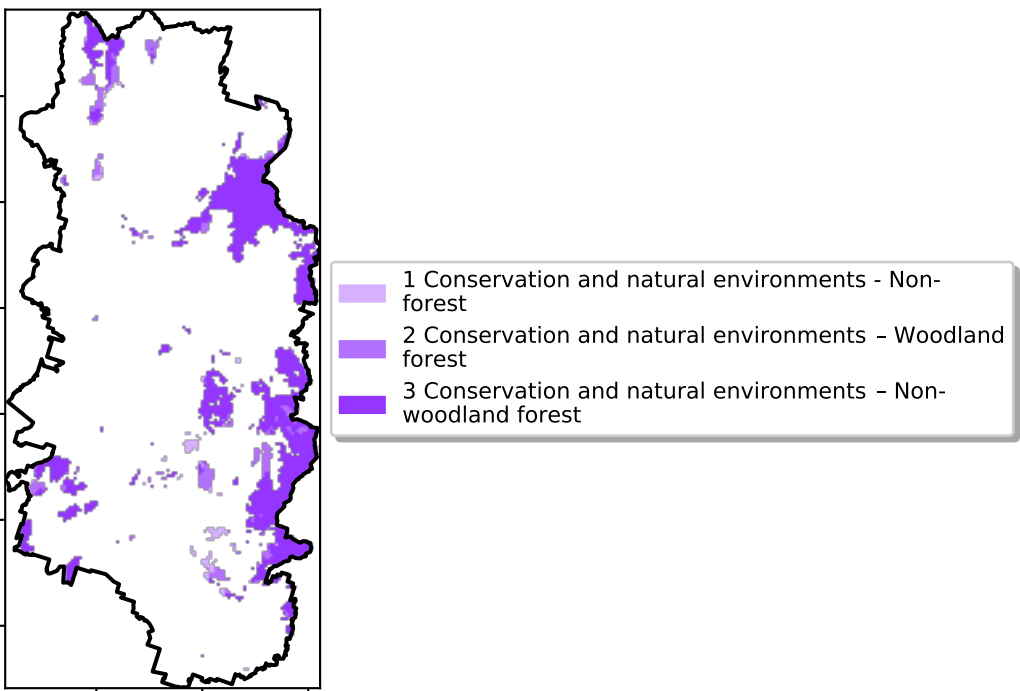 1 Conservation and natural environments - Non-
forest
2 Conservation and natural environments – Woodland
forest
3 Conservation and natural environments – Non-
woodland forest